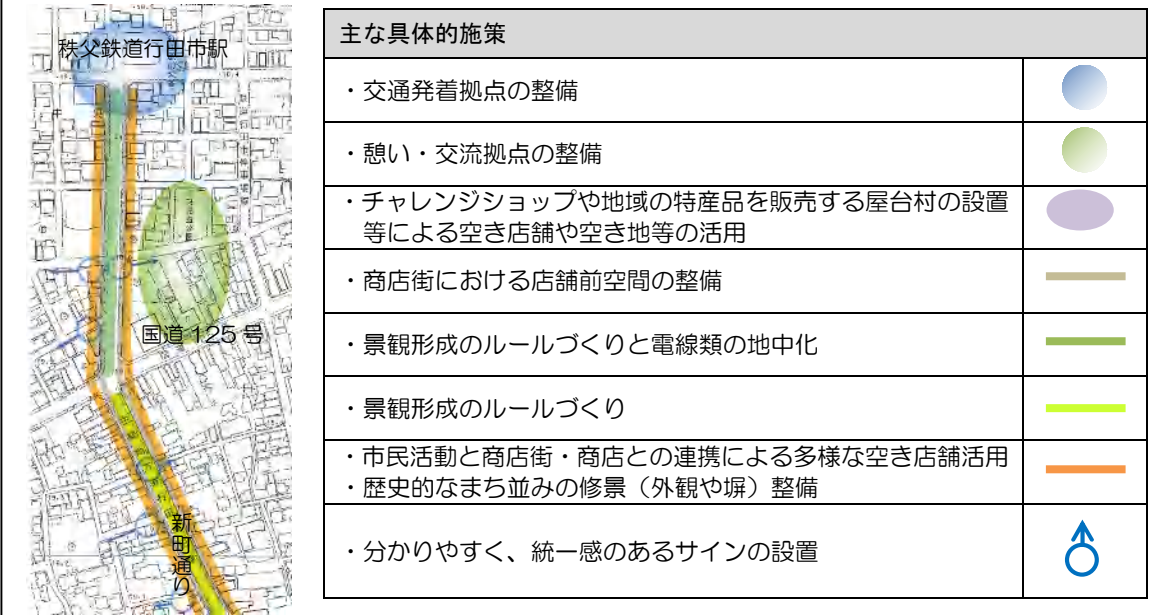 秩父鉄道行田市駅
国道125号
新町通り
主な具体的施策
・交通発着拠点の整備
・憩い・交流拠点の整備
・チャレンジショップや地域の特産品を販売する屋台村の設置
等による空き店舗や空き地等の活用
・商店街における店舗前空間の整備
・景観形成のルールづくりと電線類の地中化
・景観形成のルールづくり
・市民活動と商店街・商店との連携による多様な空き店舗活用
・歴史的なまち並みの修景（外観や塀）整備
・分かりやすく、統一感のあるサインの設置